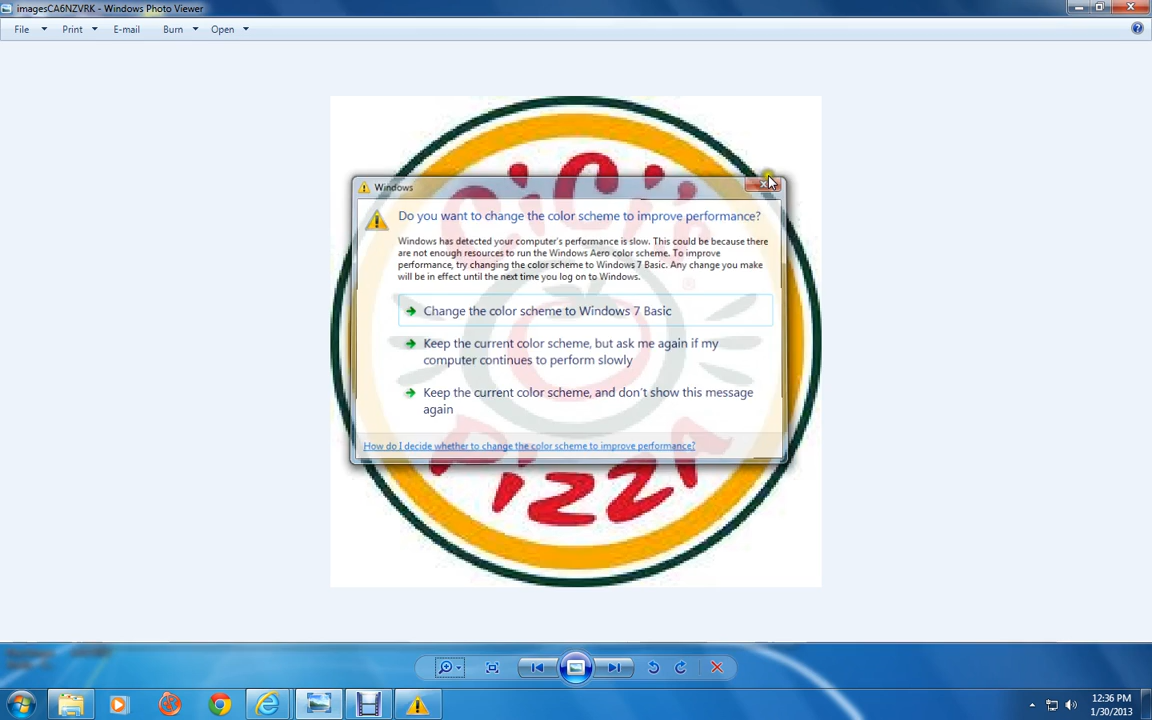 imagesCA6NZVRK - Windows Photo Viewer
File Print E-mail Burn Open
CiCi's
Windows
Do you want to change the color scheme to improve performance?
Windows has detected your computer's performance is slow. This could be because there
are not enough resources to run the Windows Aero color scheme. To improve
performance, try changing the color scheme to Windows 7 Basic. Any change you make
will be in effect until the next time you log on to Windows.
Change the color scheme to Windows 7 Basic
Keep the current color scheme, but ask me again if my
computer continues to perform slowly
Keep the current color scheme, and don't show this message
again
How do I decide whether to change the color scheme to improve performance?
Pizza
12:36 PM
1/30/2013